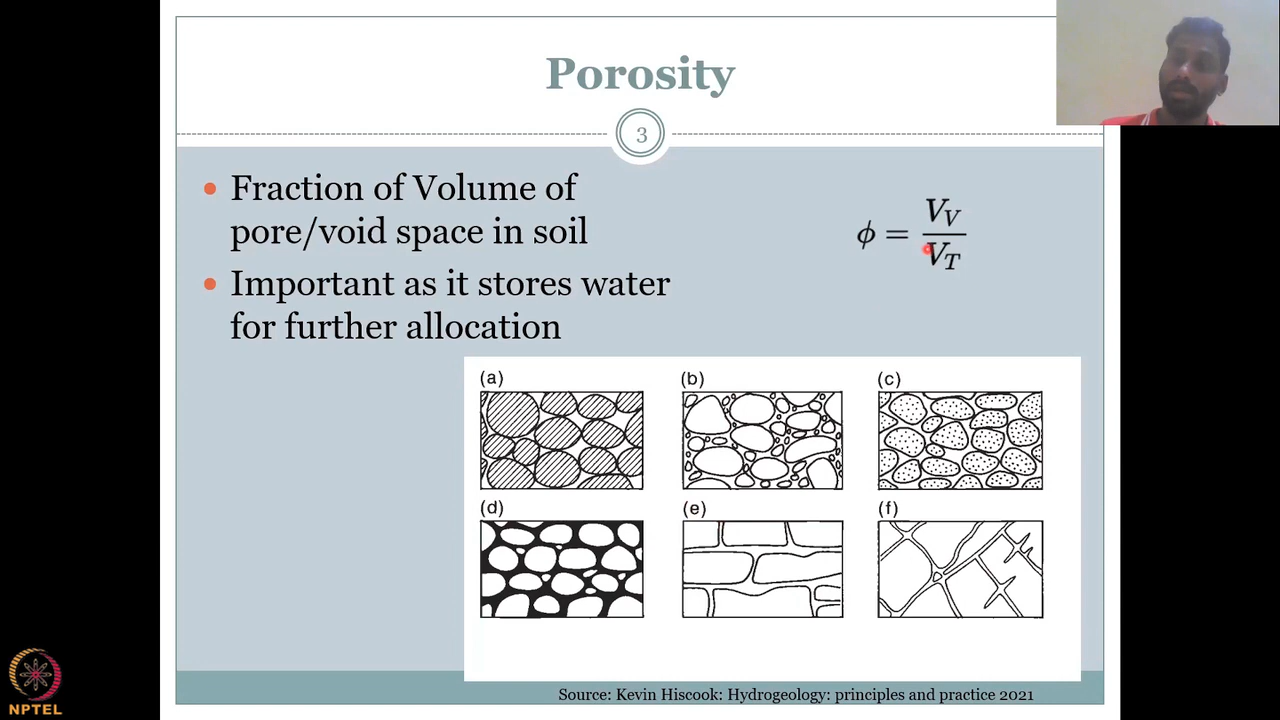 Porosity
3
• Fraction of Volume of
pore/void space in soil
• Important as it stores water
for further allocation
ϕ = V_V / V_T
(a) (b) (c)
(d) (e) (f)
Source: Kevin Hiscook: Hydrogeology: principles and practice 2021
NPTEL